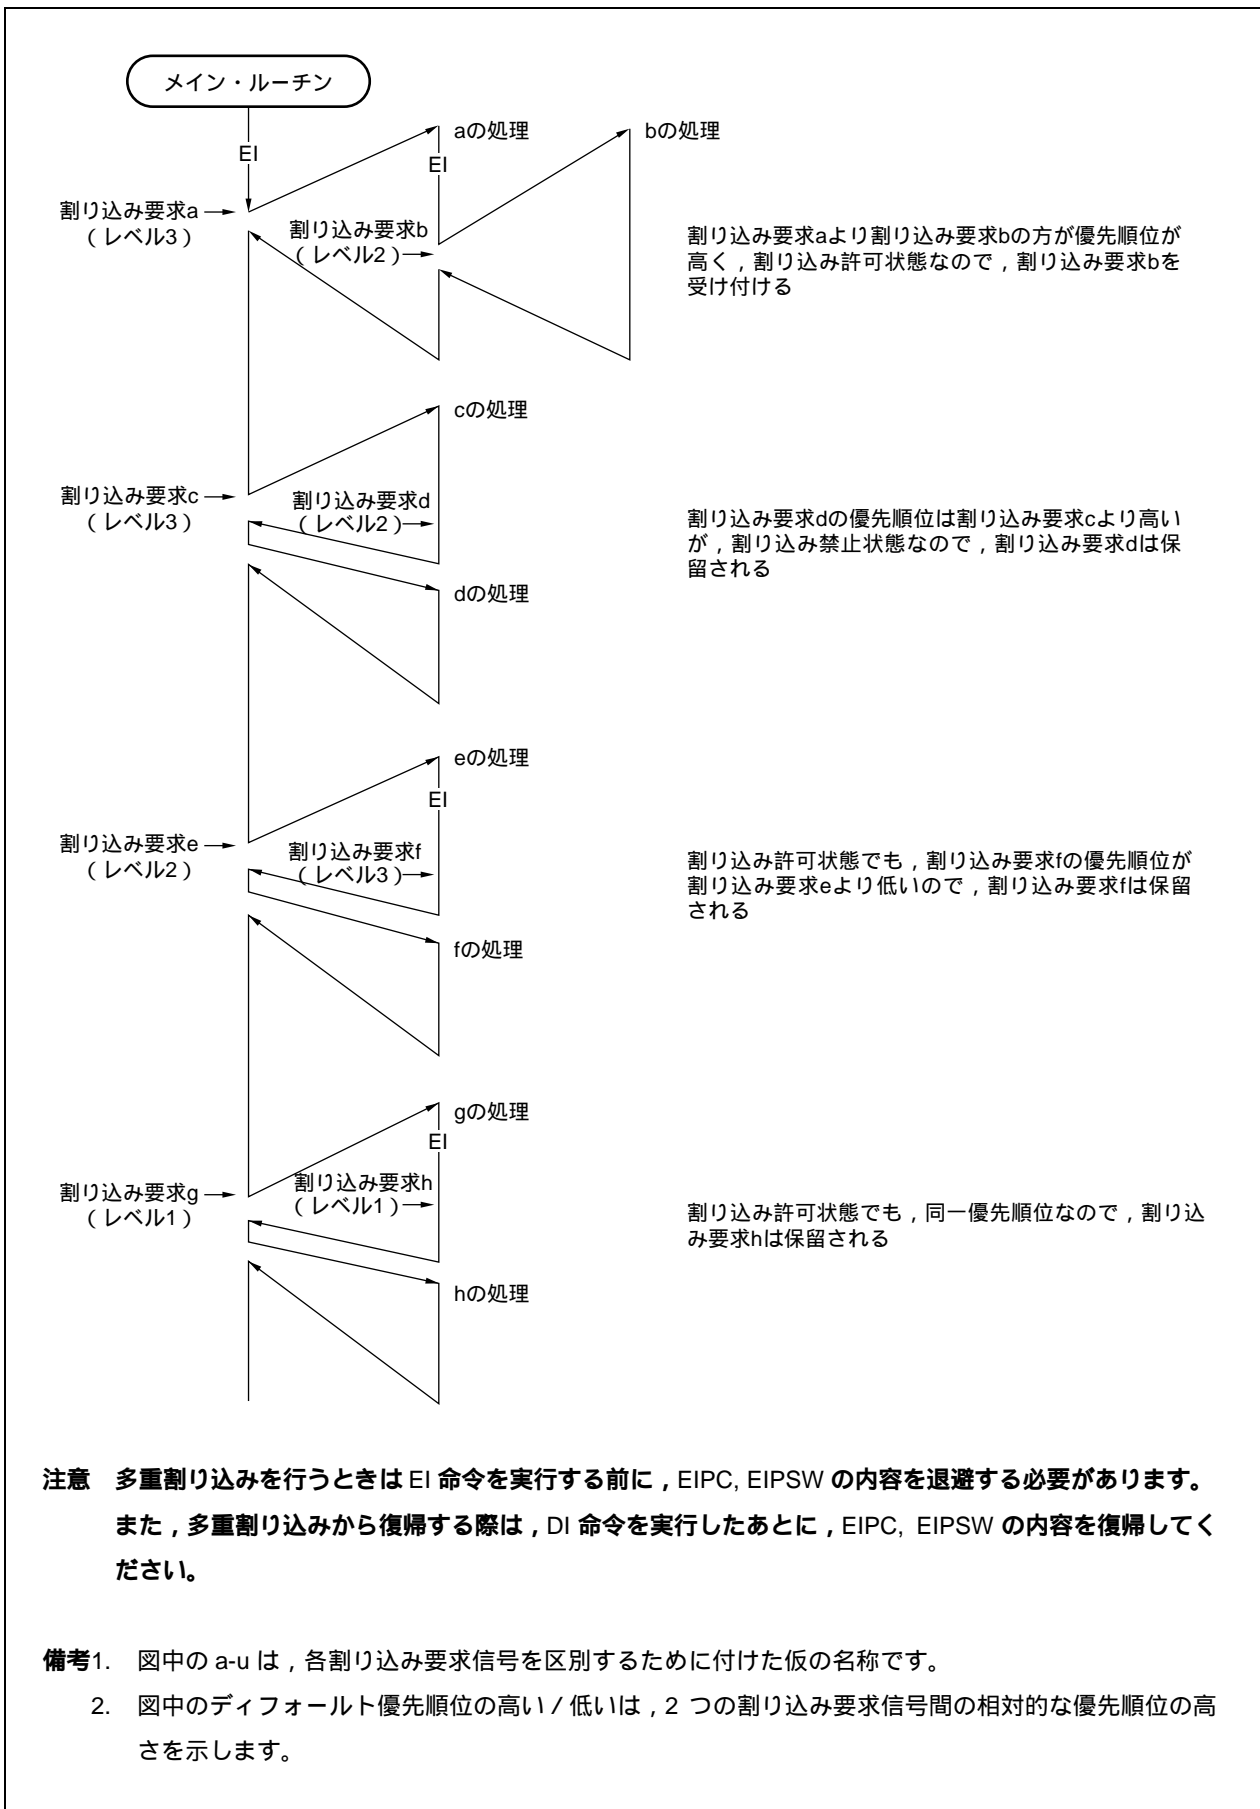 メイン・ルーチン
EI
aの処理
EI
bの処理
割り込み要求a
（レベル3）
割り込み要求b
（レベル2）
割り込み要求aより割り込み要求bの方が優先順位が
高く，割り込み許可状態なので，割り込み要求bを
受け付ける
cの処理
割り込み要求c
（レベル3）
割り込み要求d
（レベル2）
割り込み要求dの優先順位は割り込み要求cより高い
が，割り込み禁止状態なので，割り込み要求dは保
留される
dの処理
eの処理
EI
割り込み要求e
（レベル2）
割り込み要求f
（レベル3）
割り込み許可状態でも，割り込み要求fの優先順位が
割り込み要求eより低いので，割り込み要求fは保留
される
fの処理
gの処理
EI
割り込み要求g
（レベル1）
割り込み要求h
（レベル1）
割り込み許可状態でも，同一優先順位なので，割り込
み要求hは保留される
hの処理
注意 多重割り込みを行うときは EI 命令を実行する前に，EIPC, EIPSW の内容を退避する必要があります。
また，多重割り込みから復帰する際は，DI 命令を実行したあとに，EIPC, EIPSW の内容を復帰してく
ださい。
備考1. 図中の a-u は，各割り込み要求信号を区別するために付けた仮の名称です。
2. 図中のディフォールト優先順位の高い／低いは，2 つの割り込み要求信号間の相対的な優先順位の高
さを示します。